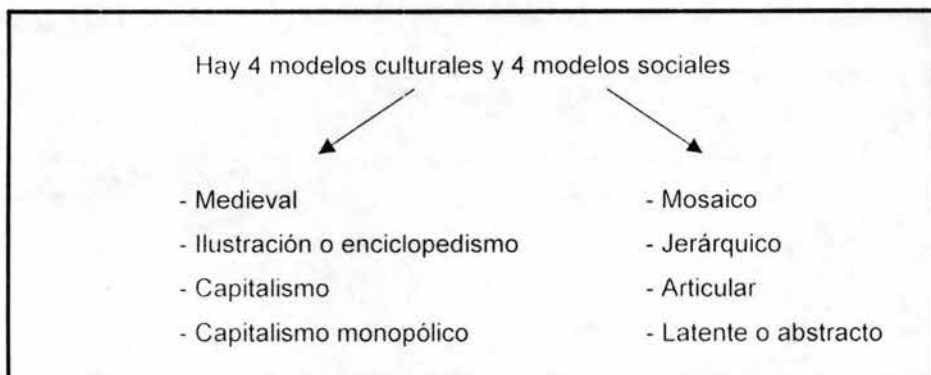 Hay 4 modelos culturales y 4 modelos sociales
- Medieval
- Ilustración o enciclopedismo
- Capitalismo
- Capitalismo monopólico
- Mosaico
- Jerárquico
- Articular
- Latente o abstracto